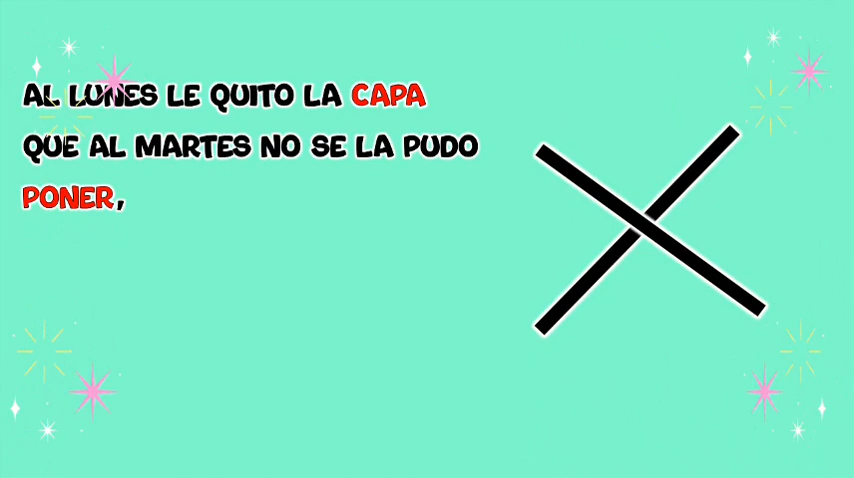 AL LUNES LE QUITO LA CAPA
QUE AL MARTES NO SE LA PUDO
PONER,